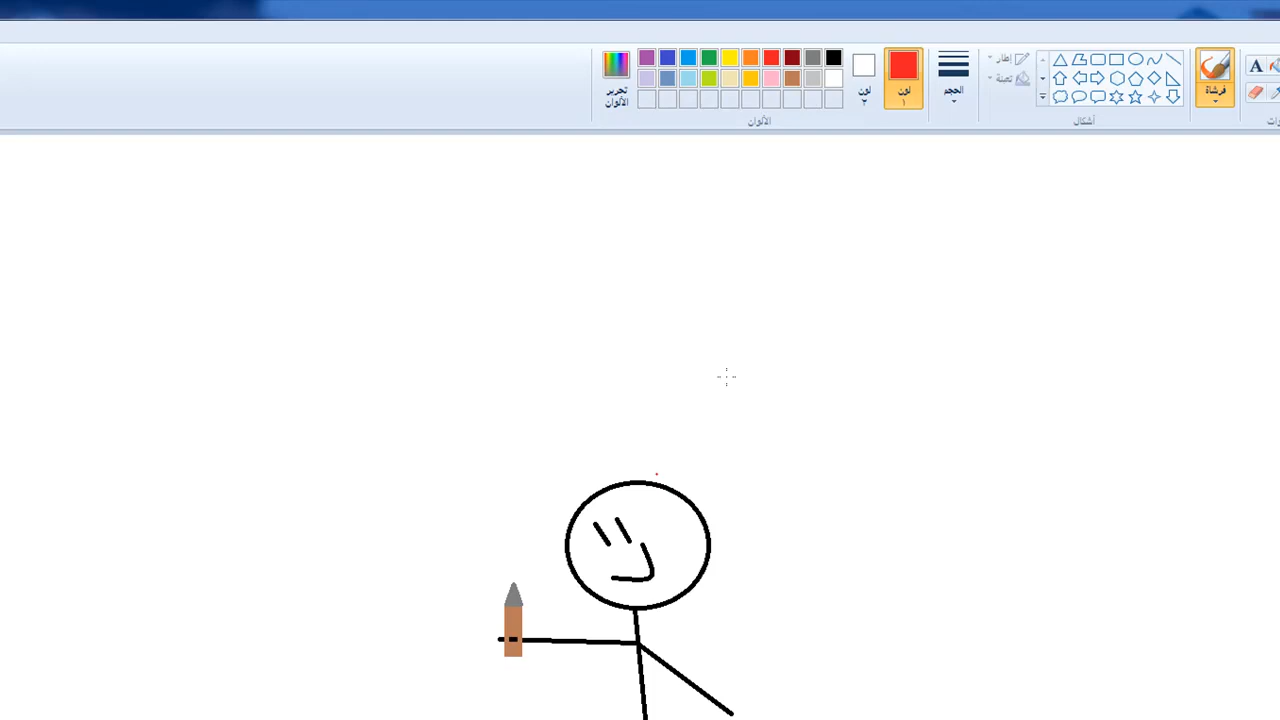 A
فرشاة
أشكال
إطار
تعبئة
الحجم
لون
١
لون
٢
تحرير
الألوان
الألوان